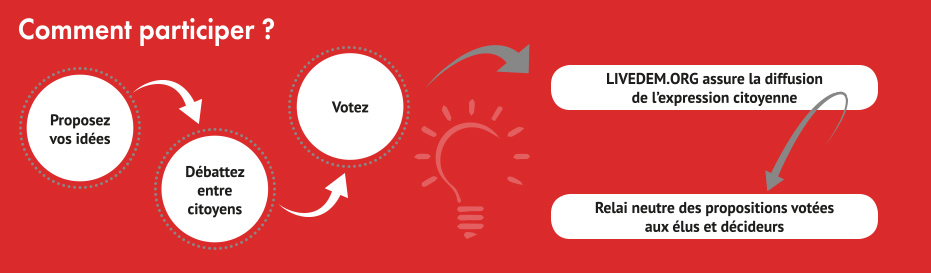 Comment participer ?
Proposez
vos idées
Débattez
entre
citoyens
Votez
LIVEDEM.ORG assure la diffusion
de l'expression citoyenne
Relai neutre des propositions votées
aux élus et décideurs